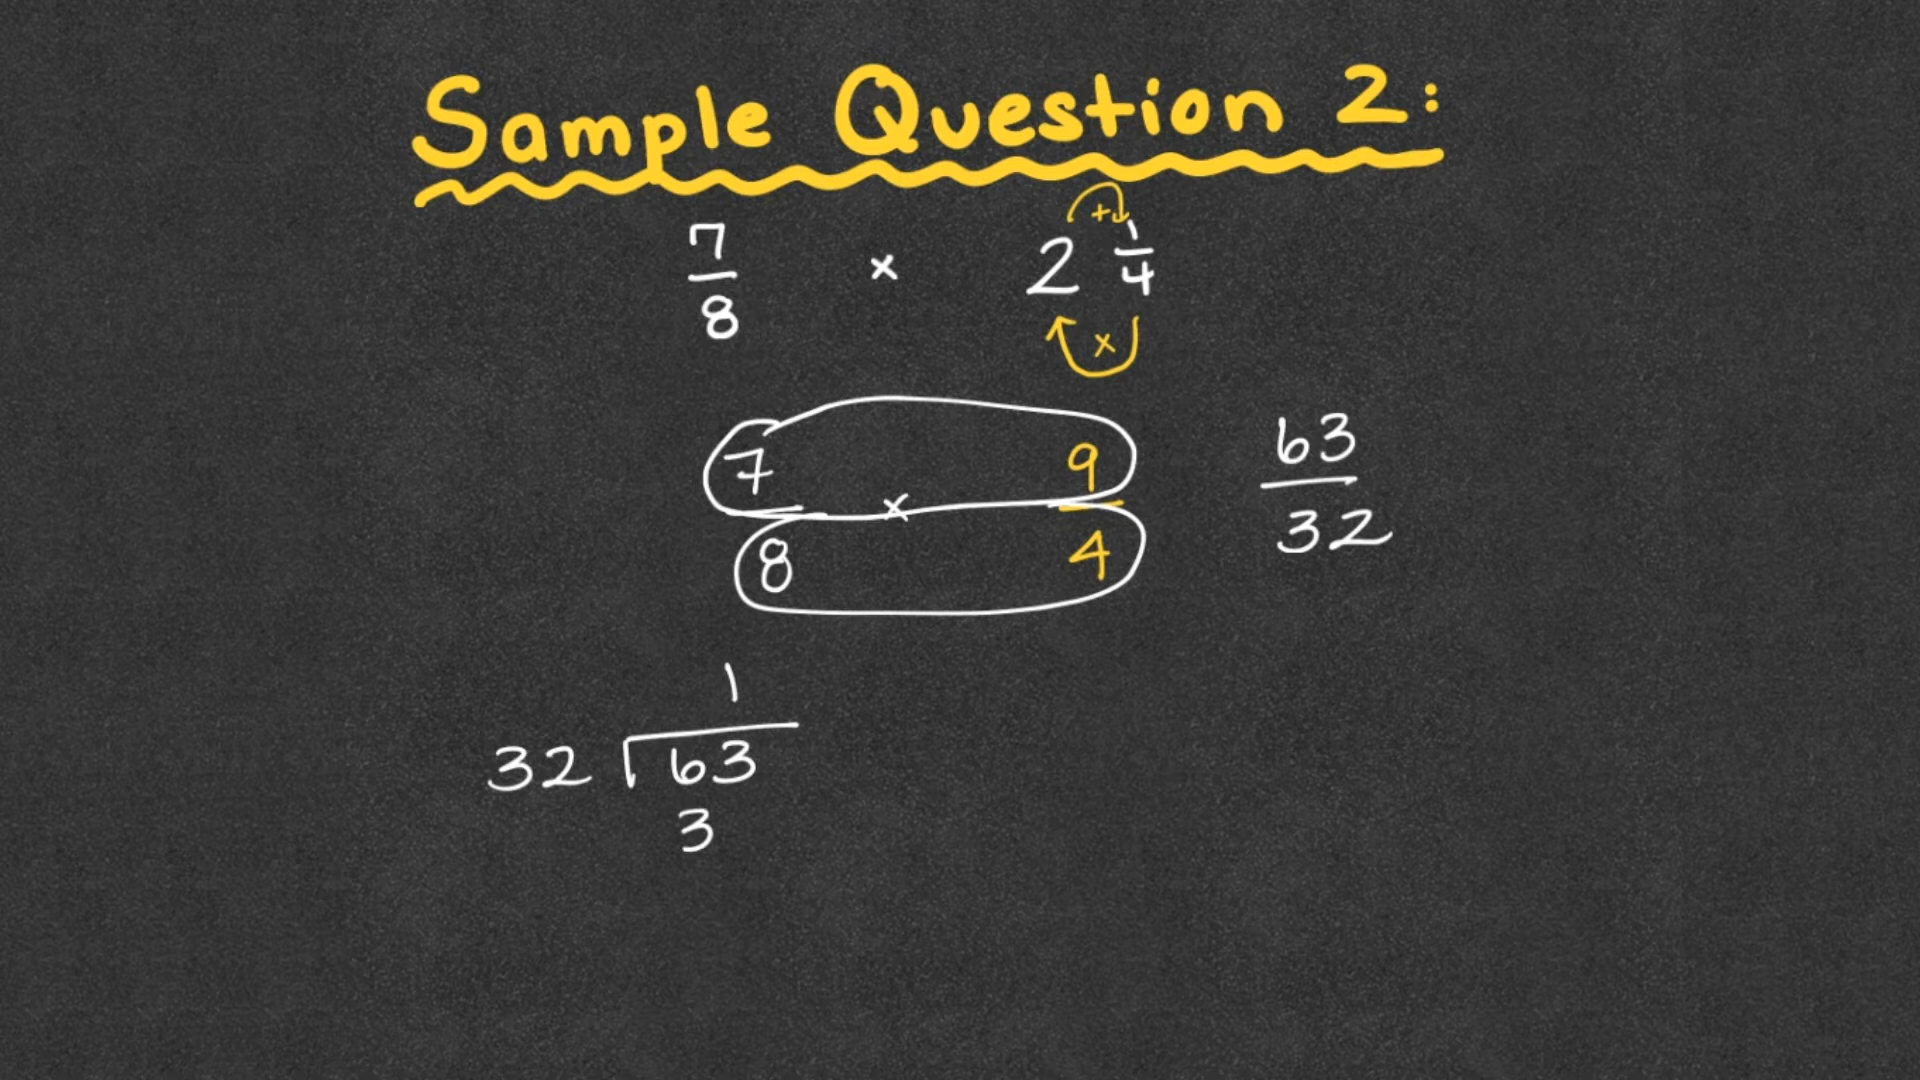 Sample Question 2:
7/8 × 2 1/4
+
×
7/8 × 9/4 63/32
1
32 63
3